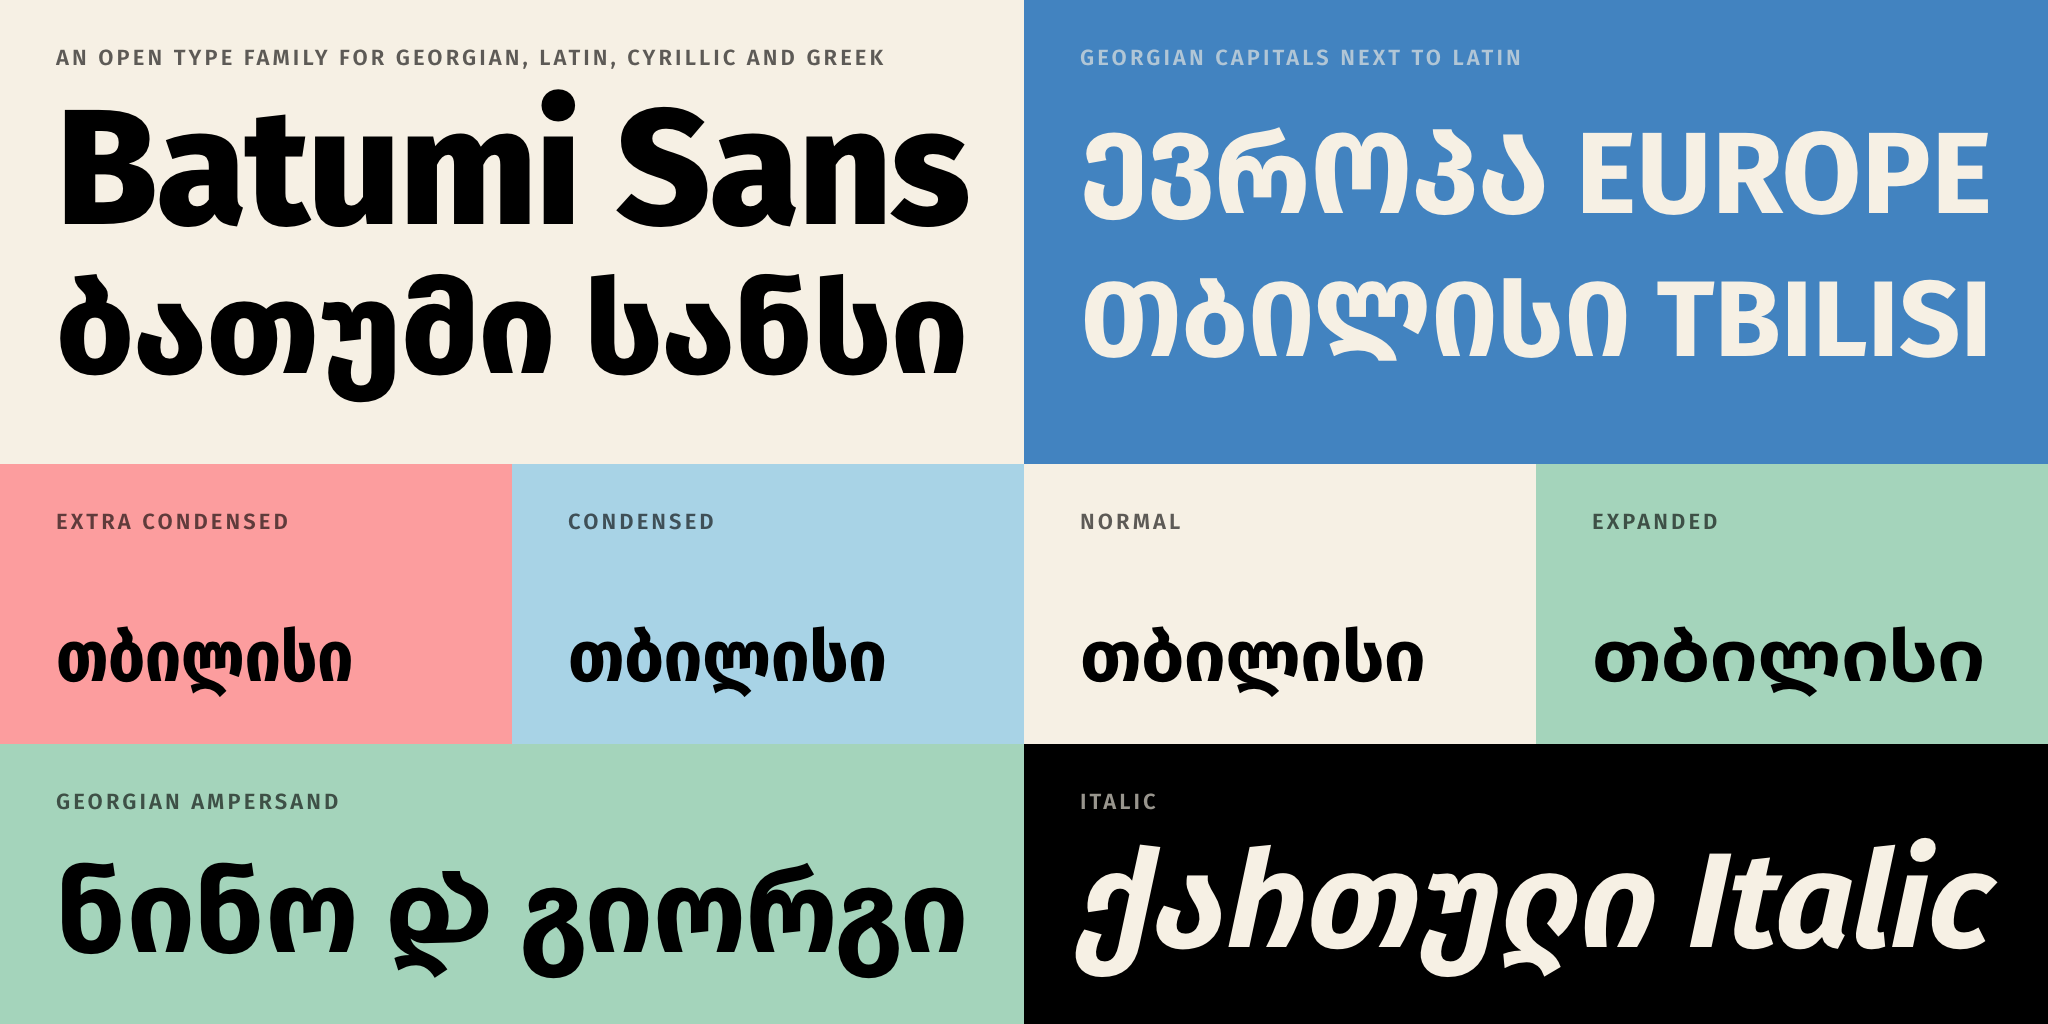 AN OPEN TYPE FAMILY FOR GEORGIAN, LATIN, CYRILLIC AND GREEK
Batumi Sans
ბათუმი სანსი
GEORGIAN CAPITALS NEXT TO LATIN
ᲔᲕᲠᲝᲞᲐ EUROPE
ᲗᲑᲘᲚᲘᲡᲘ TBILISI
EXTRA CONDENSED
თბილისი
CONDENSED
თბილისი
NORMAL
თბილისი
EXPANDED
თბილისი
GEORGIAN AMPERSAND
ნინო და გიორგი
ITALIC
ქართული Italic